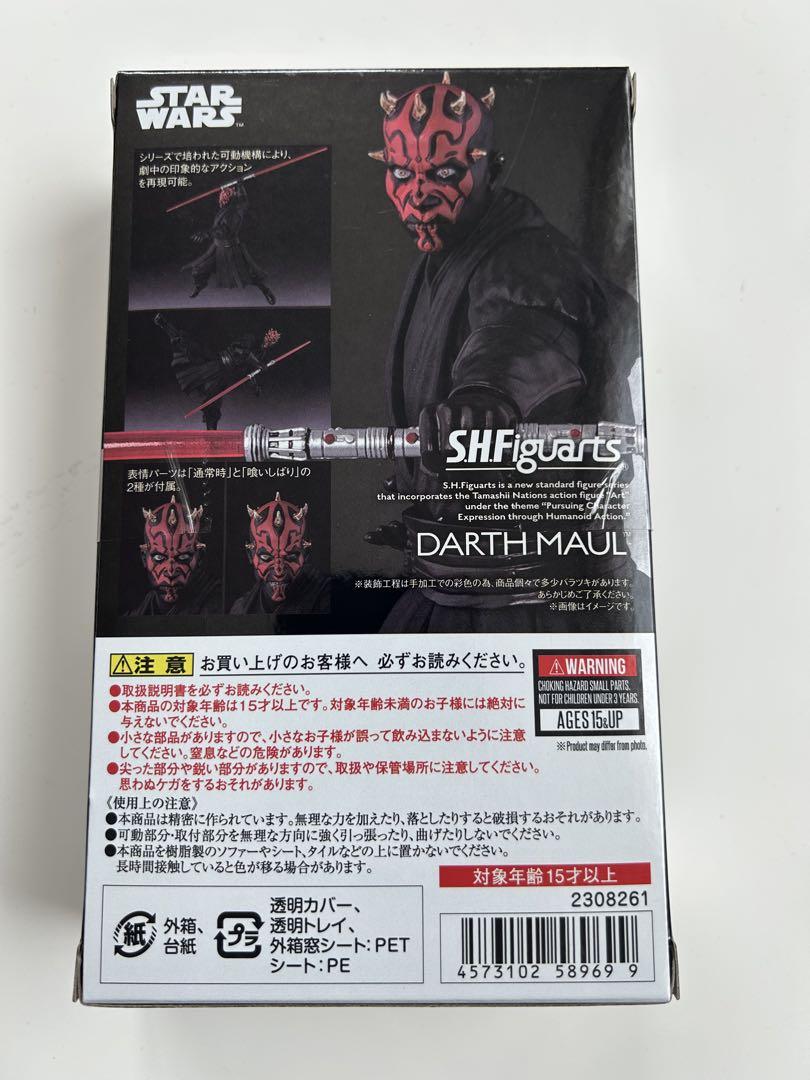 STAR
WARS™
シリーズで培われた可動機構により、
劇中の印象的なアクション
を再現可能。
表情パーツは「通常時」と「喰いしばり」の
2種が付属。
S.H.Figuarts®
S.H.Figuarts is a new standard figure series
that incorporates the Tamashii Nations action figure "Art"
under the theme "Pursuing Character
Expression through Humanoid Action."
DARTH MAUL™
※装飾工程は手加工での彩色の為、商品個々で多少バラツキがあります。
あらかじめご了承ください。
※画像はイメージです。
⚠注意 お買い上げのお客様へ 必ずお読みください。
●取扱説明書を必ずお読みください。
●本商品の対象年齢は15才以上です。対象年齢未満のお子様には絶対に
与えないでください。
●小さな部品がありますので、小さなお子様が誤って飲み込まないように注意
してください。窒息などの危険があります。
●尖った部分や鋭い部分がありますので、取扱や保管場所に注意してください。
思わぬケガをするおそれがあります。
《使用上の注意》
●本商品は精密に作られています。無理な力を加えたり、落としたりすると破損するおそれがあります。
●可動部分・取付部分を無理な方向に強く引っ張ったり、曲げたりしないでください。
●本商品を樹脂製のソファーやシート、タイルなどの上に置かないでください。
長時間接触していると色が移る場合があります。
⚠WARNING
CHOKING HAZARD SMALL PARTS.
NOT FOR CHILDREN UNDER 3 YEARS.
AGES 15&UP
※Product may differ from photo.
対象年齢15才以上
2308261
紙 外箱、
台紙
プラ 透明カバー、
透明トレイ、
外箱窓シート：PET
シート：PE
4573102 58969 9